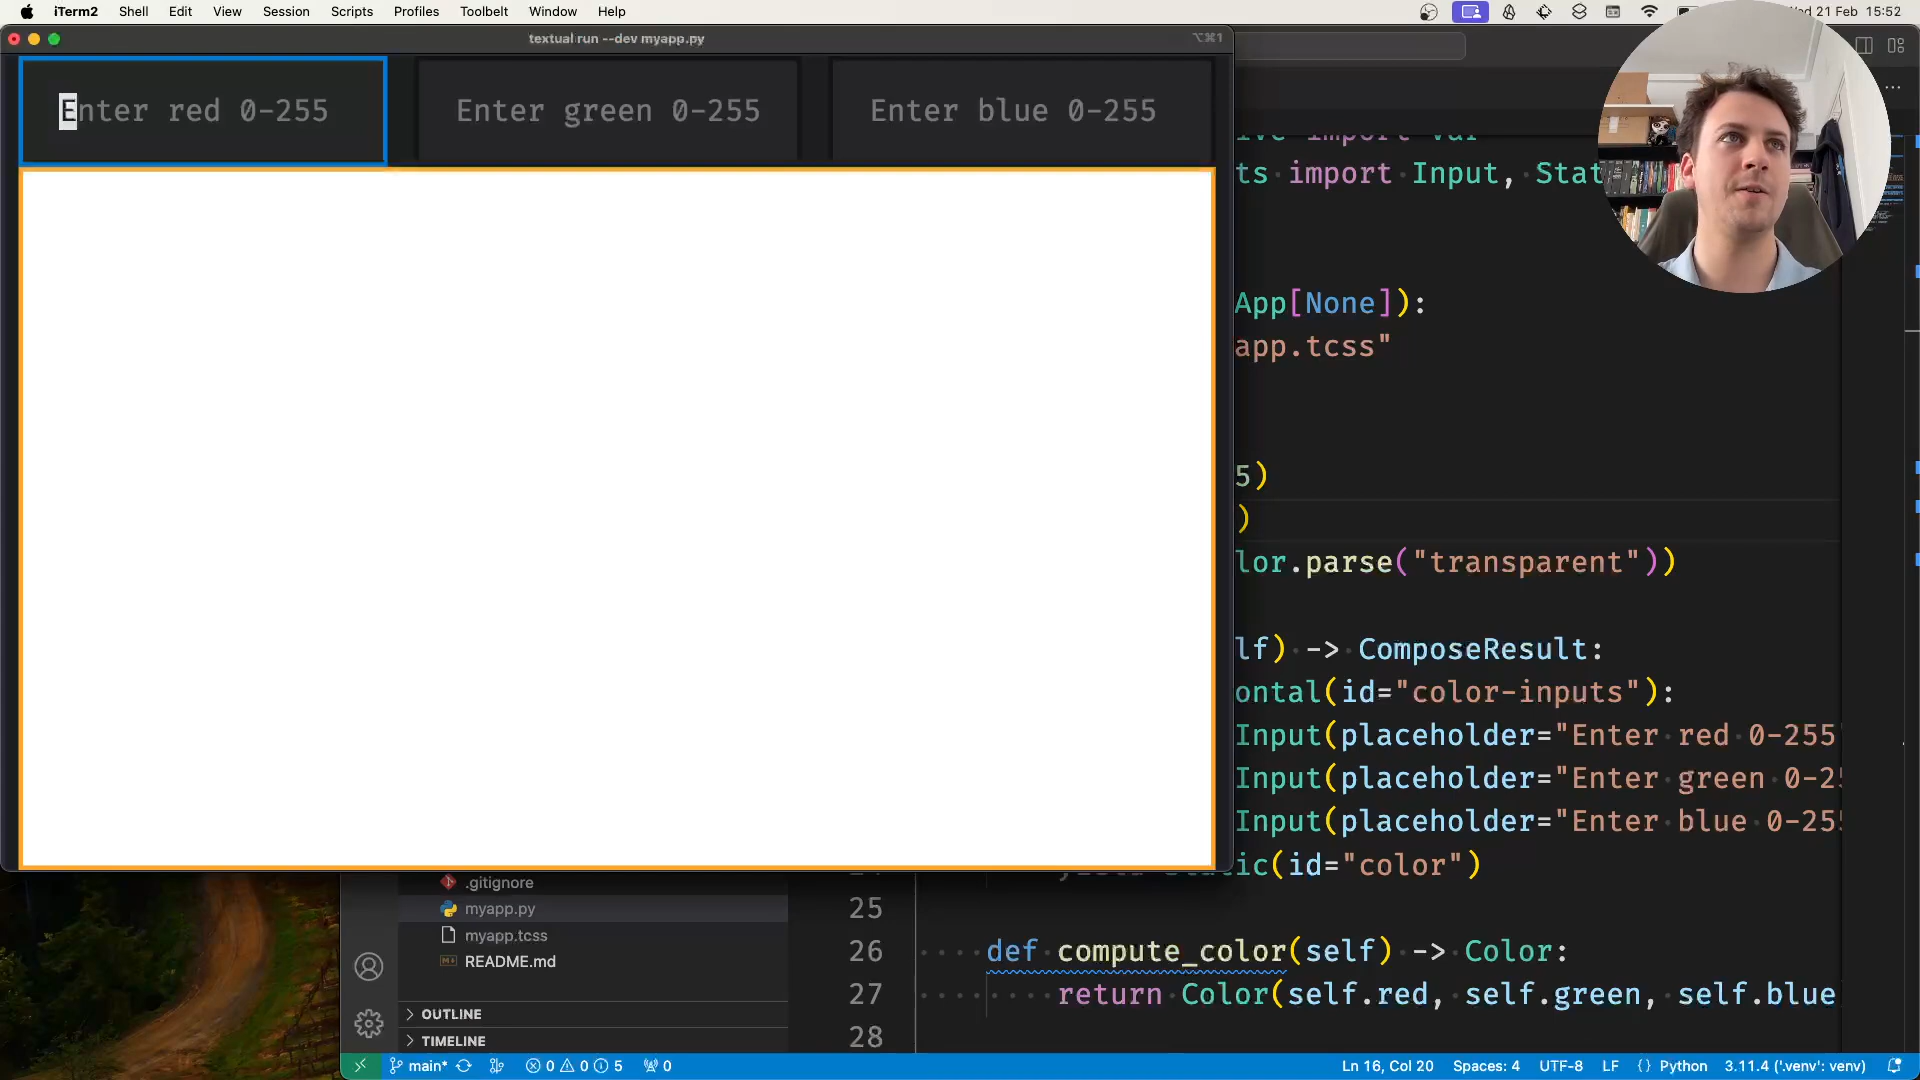 iTerm2 Shell Edit View Session Scripts Profiles Toolbelt Window Help
21 Feb 15:52
textual run --dev myapp.py
⌥⌘1
Enter red 0-255 Enter green 0-255 Enter blue 0-255
import Var
ts import Input, Stat
App[None]):
app.tcss"
5)
)
lor.parse("transparent"))
lf) -> ComposeResult:
ontal(id="color-inputs"):
Input(placeholder="Enter red 0-255
Input(placeholder="Enter green 0-25
Input(placeholder="Enter blue 0-255
ic(id="color")
.gitignore
myapp.py
myapp.tcss
README.md
OUTLINE
TIMELINE
25
26 def compute_color(self) -> Color:
27 return Color(self.red, self.green, self.blue
28
main* 0 0 5 0 Ln 16, Col 20 Spaces: 4 UTF-8 LF {} Python 3.11.4 ('.venv': venv)